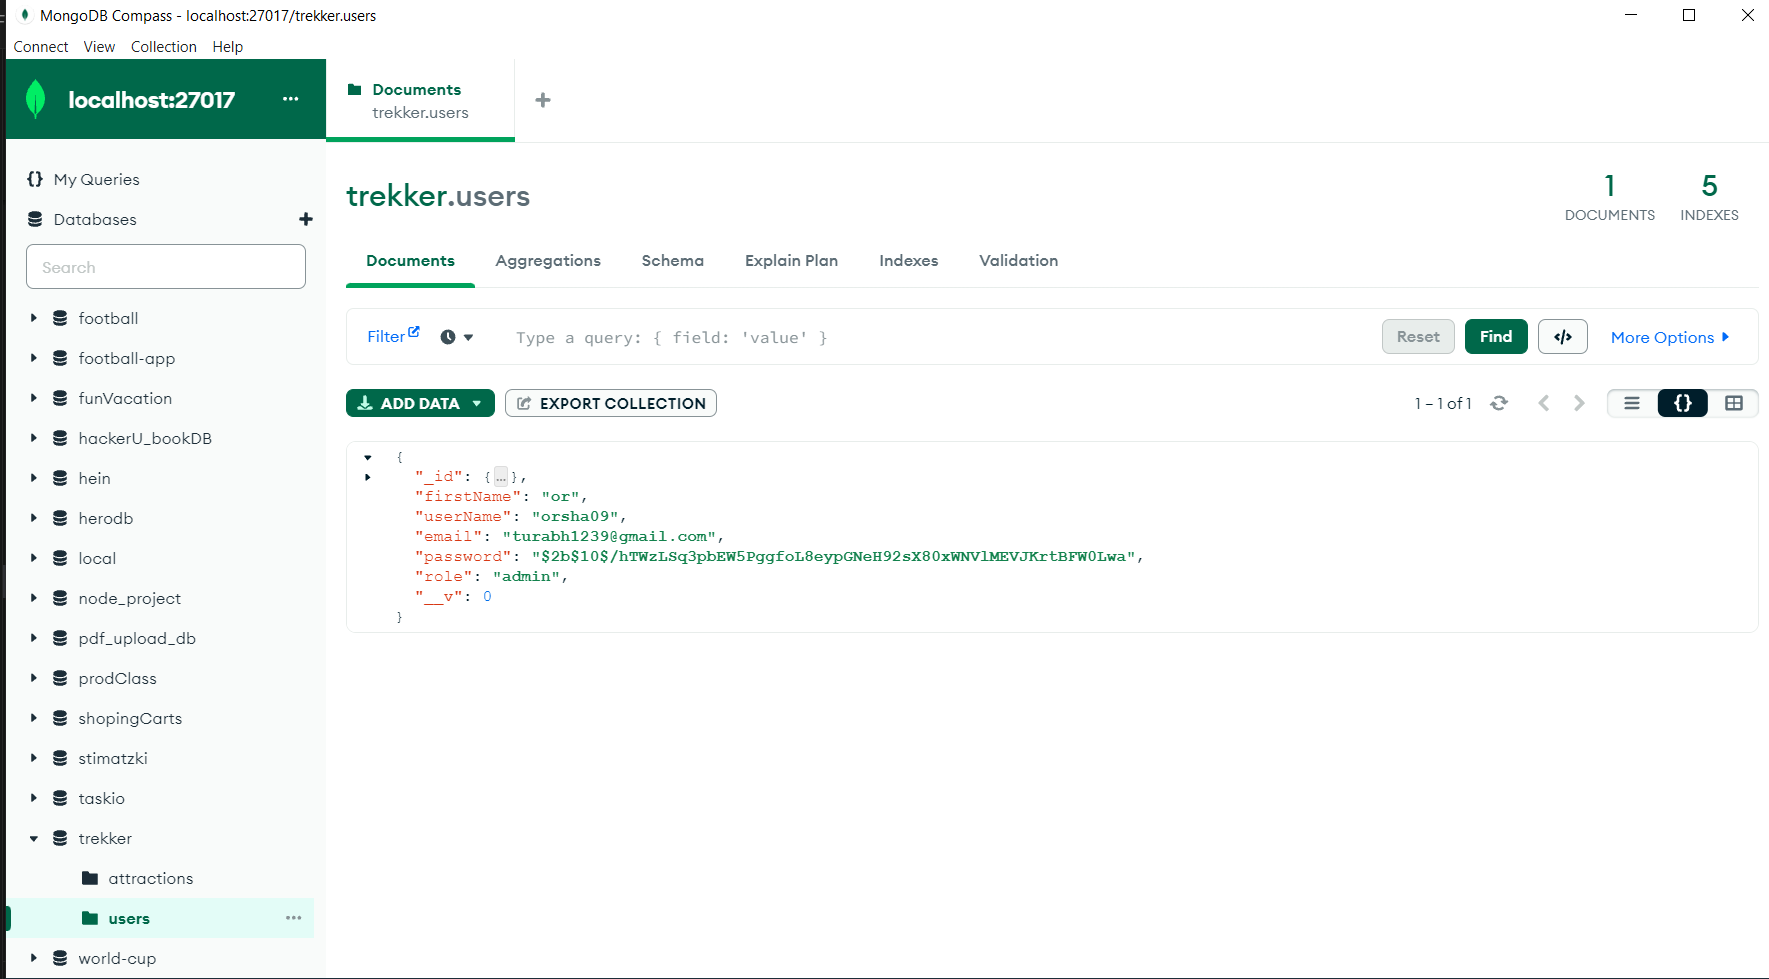 MongoDB Compass - localhost:27017/trekker.users
Connect View Collection Help
localhost:27017
Documents
trekker.users
My Queries
Databases
Search
football
football-app
funVacation
hackerU_bookDB
hein
herodb
local
node_project
pdf_upload_db
prodClass
shopingCarts
stimatzki
taskio
trekker
attractions
users
world-cup
trekker.users
1
DOCUMENTS
5
INDEXES
Documents Aggregations Schema Explain Plan Indexes Validation
Filter Type a query: { field: 'value' } Reset Find </> More Options
ADD DATA EXPORT COLLECTION 1 – 1 of 1 {}
{
"_id": {...},
"firstName": "or",
"userName": "orsha09",
"email": "turabh1239@gmail.com",
"password": "$2b$10$/hTWzLSq3pbEW5PggfoL8eypGNeH92sX80xWNVlMEVJKrtBFW0Lwa",
"role": "admin",
"__v": 0
}